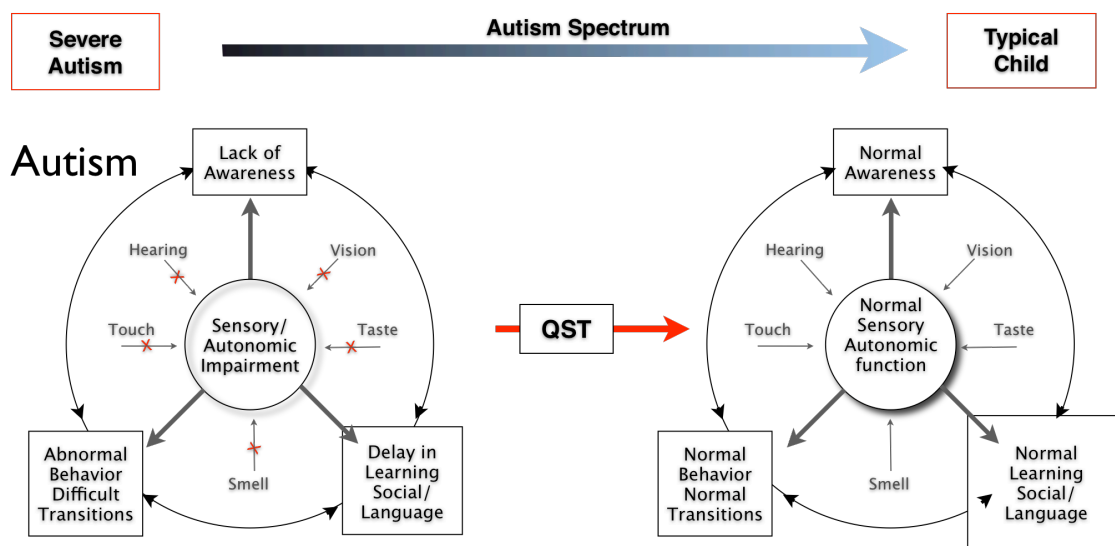 Severe
Autism
Autism Spectrum
Typical
Child
Autism
Lack of
Awareness
Hearing
Vision
Touch
Sensory/
Autonomic
Impairment
Taste
Abnormal
Behavior
Difficult
Transitions
Smell
Delay in
Learning
Social/
Language
QST
Normal
Awareness
Hearing
Vision
Touch
Normal
Sensory
Autonomic
function
Taste
Normal
Behavior
Normal
Transitions
Smell
Normal
Learning
Social/
Language